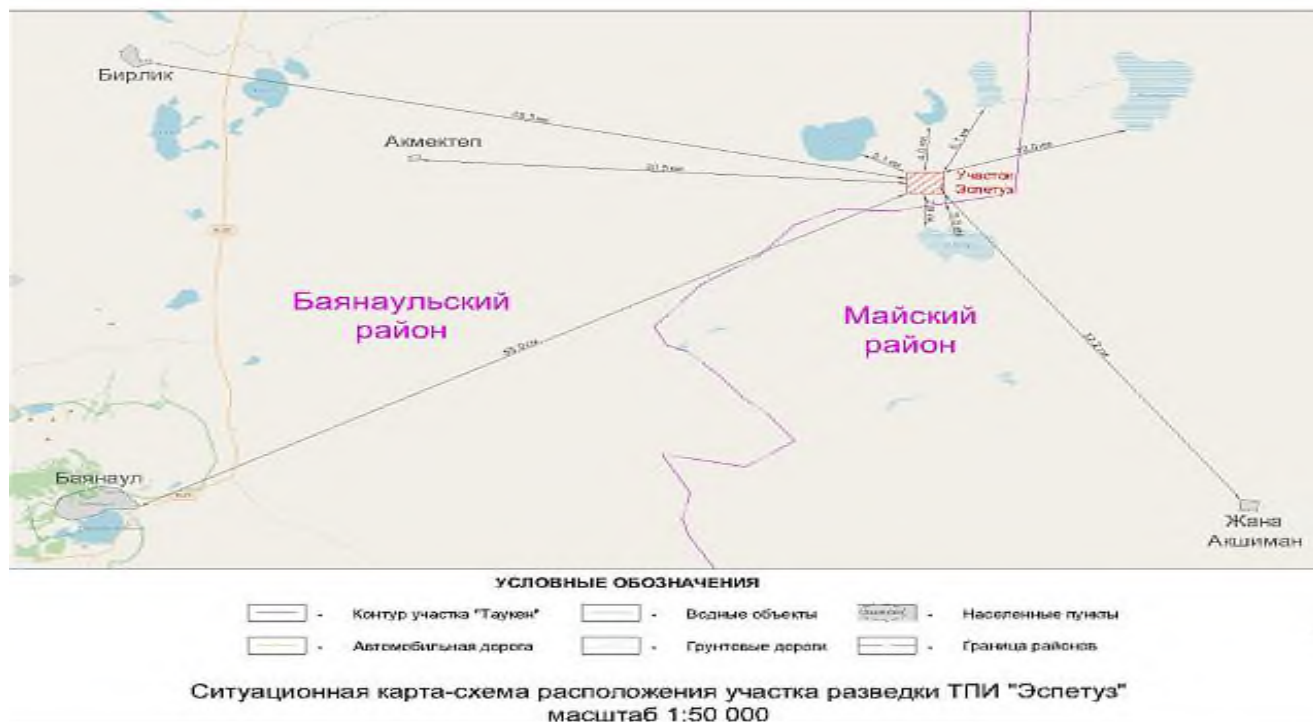 Бирлик
Акмектеп
Участок
Эспетуз
Баянаульский
район
Майский
район
Баянаул
Жана
Акшиман
УСЛОВНЫЕ ОБОЗНАЧЕНИЯ
- Контур участка "Таукен" - Водные объекты - Населенные пункты
- Автомобильная дорога - Грунтовые дороги - Граница районов
Ситуационная карта-схема расположения участка разведки ТПИ "Эспетуз"
масштаб 1:50 000